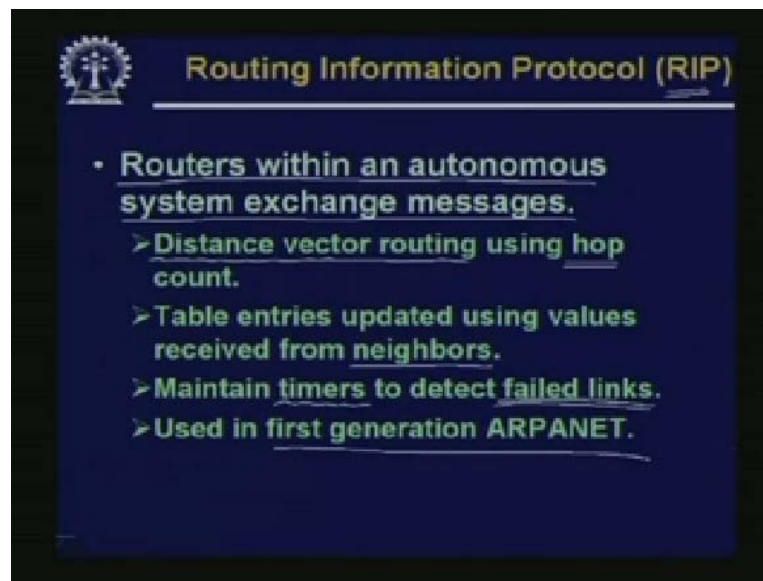 Routing Information Protocol (RIP)
• Routers within an autonomous
system exchange messages.
➢Distance vector routing using hop
count.
➢Table entries updated using values
received from neighbors.
➢Maintain timers to detect failed links.
➢Used in first generation ARPANET.